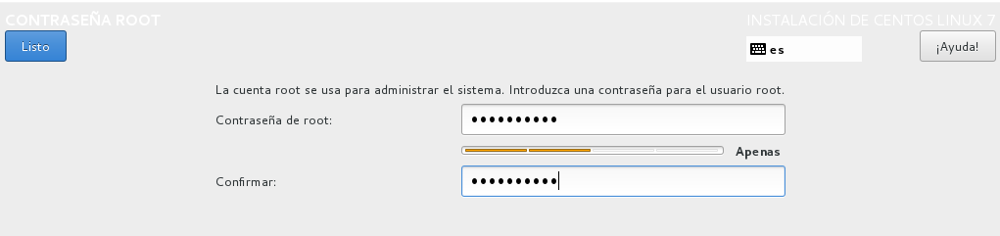 CONTRASEÑA ROOT
INSTALACIÓN DE CENTOS LINUX 7
Listo
es
¡Ayuda!
La cuenta root se usa para administrar el sistema. Introduzca una contraseña para el usuario root.
Contraseña de root:
●●●●●●●●●●
Apenas
Confirmar:
●●●●●●●●●●